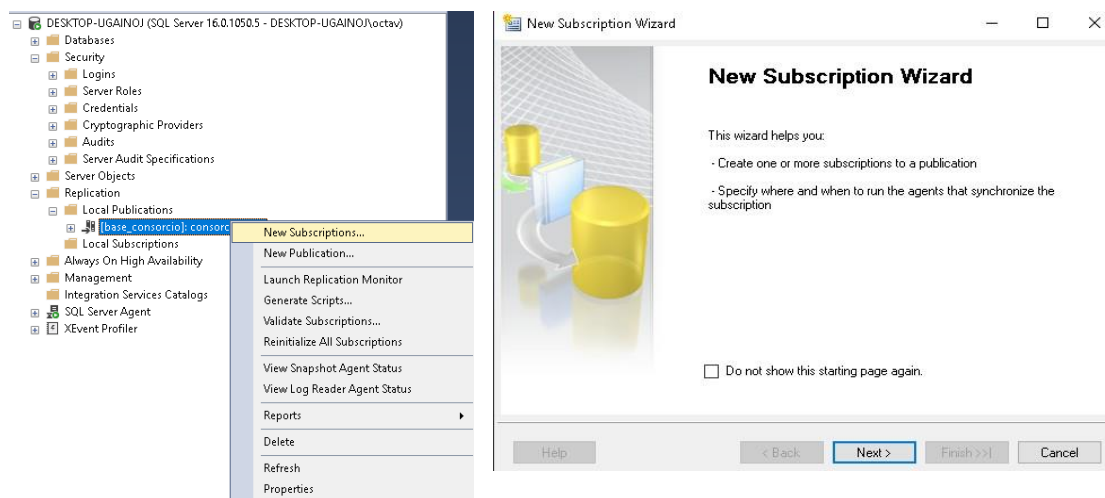 DESKTOP-UGAINOJ (SQL Server 16.0.1050.5 - DESKTOP-UGAINOJ\octav)
Databases
Security
Logins
Server Roles
Credentials
Cryptographic Providers
Audits
Server Audit Specifications
Server Objects
Replication
Local Publications
[base_consorcio]: consorc
Local Subscriptions
Always On High Availability
Management
Integration Services Catalogs
SQL Server Agent
XEvent Profiler
New Subscriptions...
New Publication...
Launch Replication Monitor
Generate Scripts...
Validate Subscriptions...
Reinitialize All Subscriptions
View Snapshot Agent Status
View Log Reader Agent Status
Reports
Delete
Refresh
Properties
New Subscription Wizard
New Subscription Wizard
This wizard helps you:
- Create one or more subscriptions to a publication
- Specify where and when to run the agents that synchronize the
subscription
Do not show this starting page again.
Help
< Back
Next >
Finish >>|
Cancel